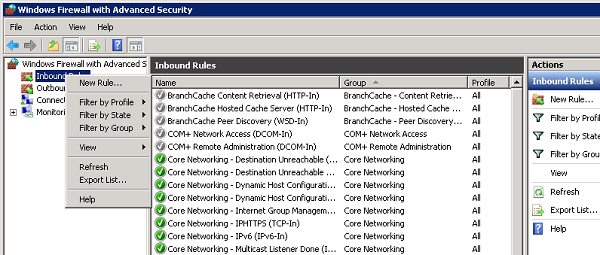 Windows Firewall with Advanced Security
File Action View Help
Windows Firewall with Advanced S
Inbound Rules
Outbou
Connect
Monitori
New Rule...
Filter by Profile
Filter by State
Filter by Group
View
Refresh
Export List...
Help
Inbound Rules
Name Group Profile
BranchCache Content Retrieval (HTTP-In) BranchCache - Content Retrie... All
BranchCache Hosted Cache Server (HTTP-In) BranchCache - Hosted Cache ... All
BranchCache Peer Discovery (WSD-In) BranchCache - Peer Discover... All
COM+ Network Access (DCOM-In) COM+ Network Access All
COM+ Remote Administration (DCOM-In) COM+ Remote Administration All
Core Networking - Destination Unreachable (... Core Networking All
Core Networking - Destination Unreachable ... Core Networking All
Core Networking - Dynamic Host Configurati... Core Networking All
Core Networking - Dynamic Host Configurati... Core Networking All
Core Networking - Internet Group Managem... Core Networking All
Core Networking - IPHTTPS (TCP-In) Core Networking All
Core Networking - IPv6 (IPv6-In) Core Networking All
Core Networking - Multicast Listener Done (I... Core Networking All
Actions
Inbound Rules
New Rule...
Filter by Profi
Filter by Stat
Filter by Grou
View
Refresh
Export List...
Help